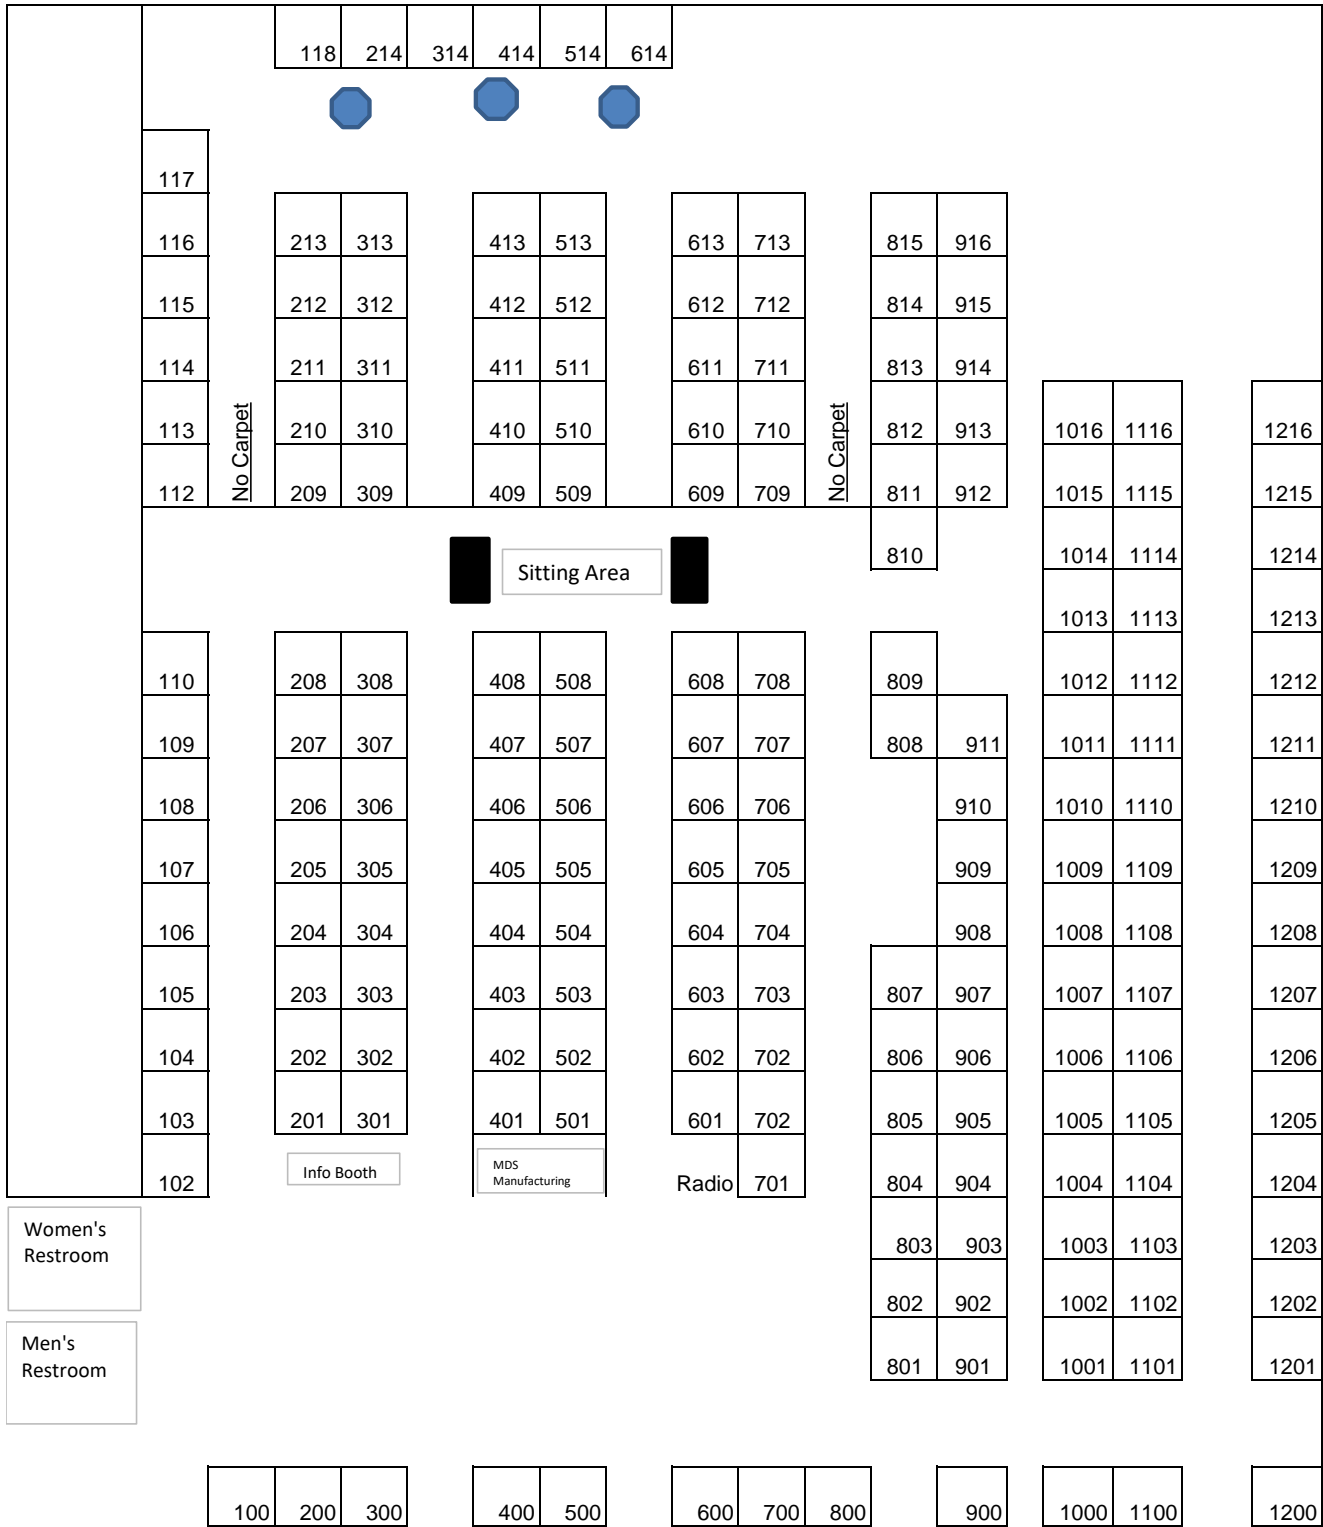 118 214 314 414 514 614
117
116 213 313 413 513 613 713 815 916
115 212 312 412 512 612 712 814 915
114 211 311 411 511 611 711 813 914
113 No Carpet 210 310 410 510 610 710 No Carpet 812 913 1016 1116 1216
112 209 309 409 509 609 709 811 912 1015 1115 1215
810 1014 1114 1214
Sitting Area
1013 1113 1213
110 208 308 408 508 608 708 809 1012 1112 1212
109 207 307 407 507 607 707 808 911 1011 1111 1211
108 206 306 406 506 606 706 910 1010 1110 1210
107 205 305 405 505 605 705 909 1009 1109 1209
106 204 304 404 504 604 704 908 1008 1108 1208
105 203 303 403 503 603 703 807 907 1007 1107 1207
104 202 302 402 502 602 702 806 906 1006 1106 1206
103 201 301 401 501 601 702 805 905 1005 1105 1205
102 Info Booth MDS
Manufacturing Radio 701 804 904 1004 1104 1204
Women's
Restroom
803 903 1003 1103 1203
802 902 1002 1102 1202
Men's
Restroom
801 901 1001 1101 1201
100 200 300 400 500 600 700 800 900 1000 1100 1200